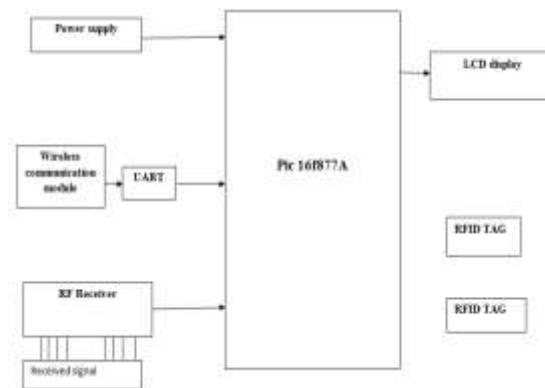 Power supply
LCD display
Wireless
communication
module
UART
Pic 16f877A
RFID TAG
RF Receiver
RFID TAG
Received signal